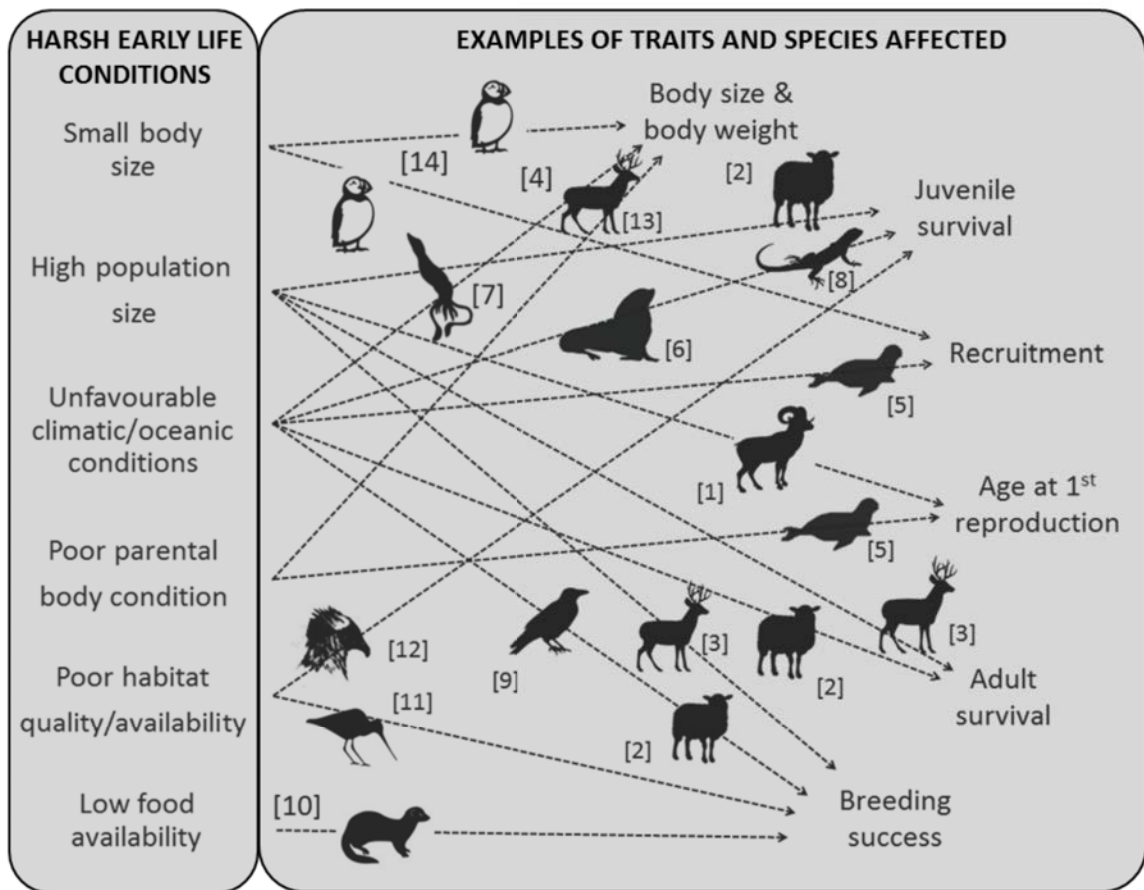 HARSH EARLY LIFE
CONDITIONS
Small body
size
High population
size
Unfavourable
climatic/oceanic
conditions
Poor parental
body condition
Poor habitat
quality/availability
Low food
availability
EXAMPLES OF TRAITS AND SPECIES AFFECTED
Body size &
body weight
[14]
[4]
[2]
[13]
Juvenile
survival
[7]
[8]
[6]
Recruitment
[5]
[1]
Age at 1st
reproduction
[5]
[12]
[9]
[3]
[2]
[3]
Adult
survival
[11]
[2]
[10]
Breeding
success